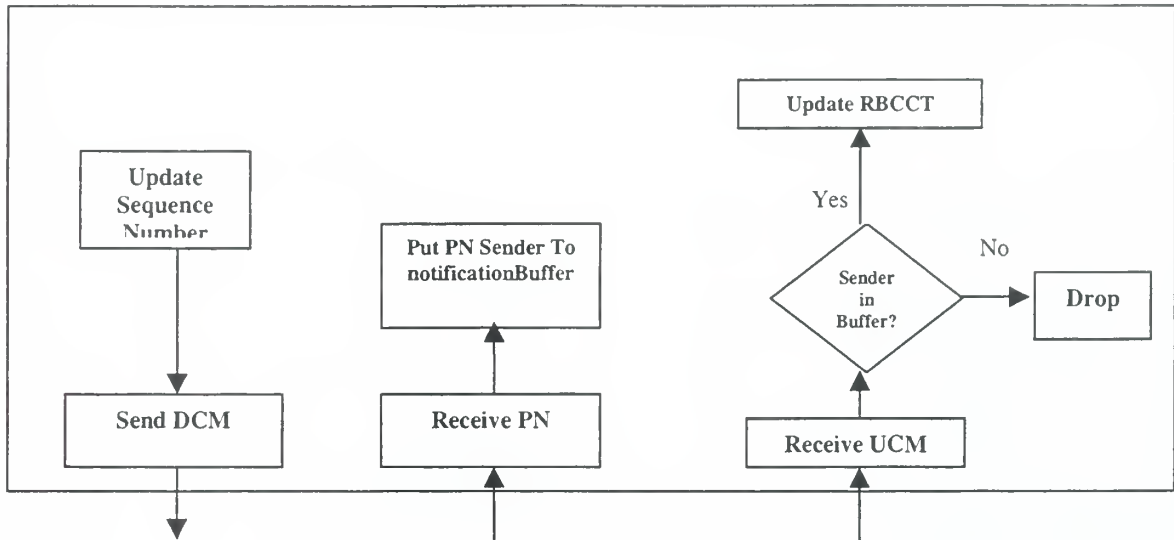 Update RBCCT
Update
Sequence
Number
Yes
Put PN Sender To
notificationBuffer
No
Sender
in
Buffer?
Drop
Send DCM
Receive PN
Receive UCM